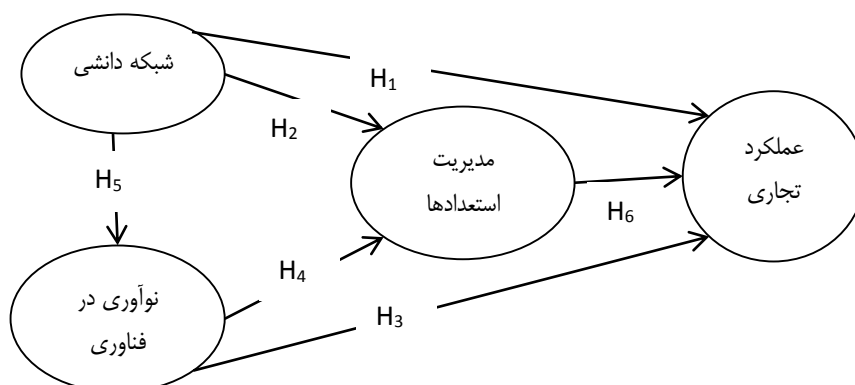 شبکه دانشی
H₁
H₂
عملکرد
تجاری
مدیریت
استعدادها
H₅
H₆
H₄
نوآوری در
فناوری
H₃